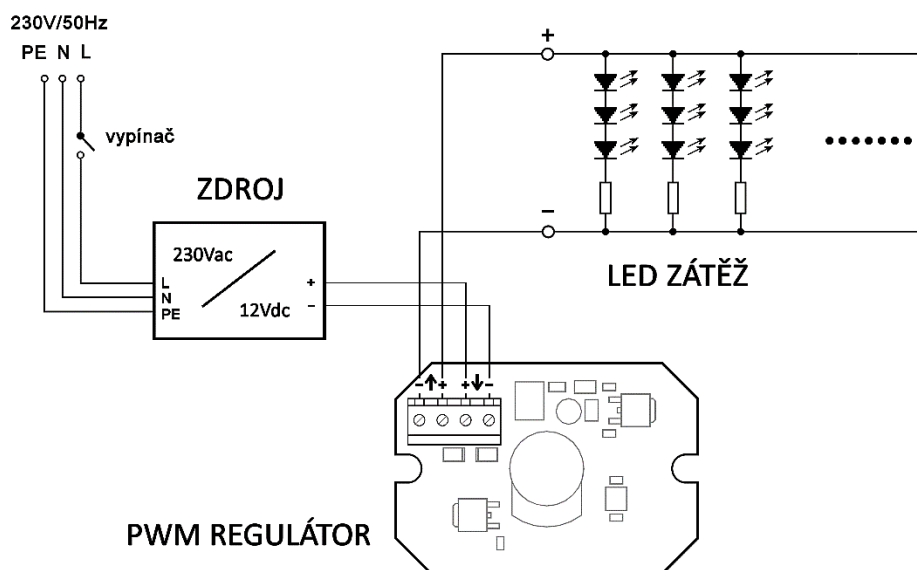 230V/50Hz
PE N L
vypínač
ZDROJ
230Vac
12Vdc
L
N
PE
+
−
+
−
LED ZÁTĚŽ
− ↑ + + ↓ −
PWM REGULÁTOR